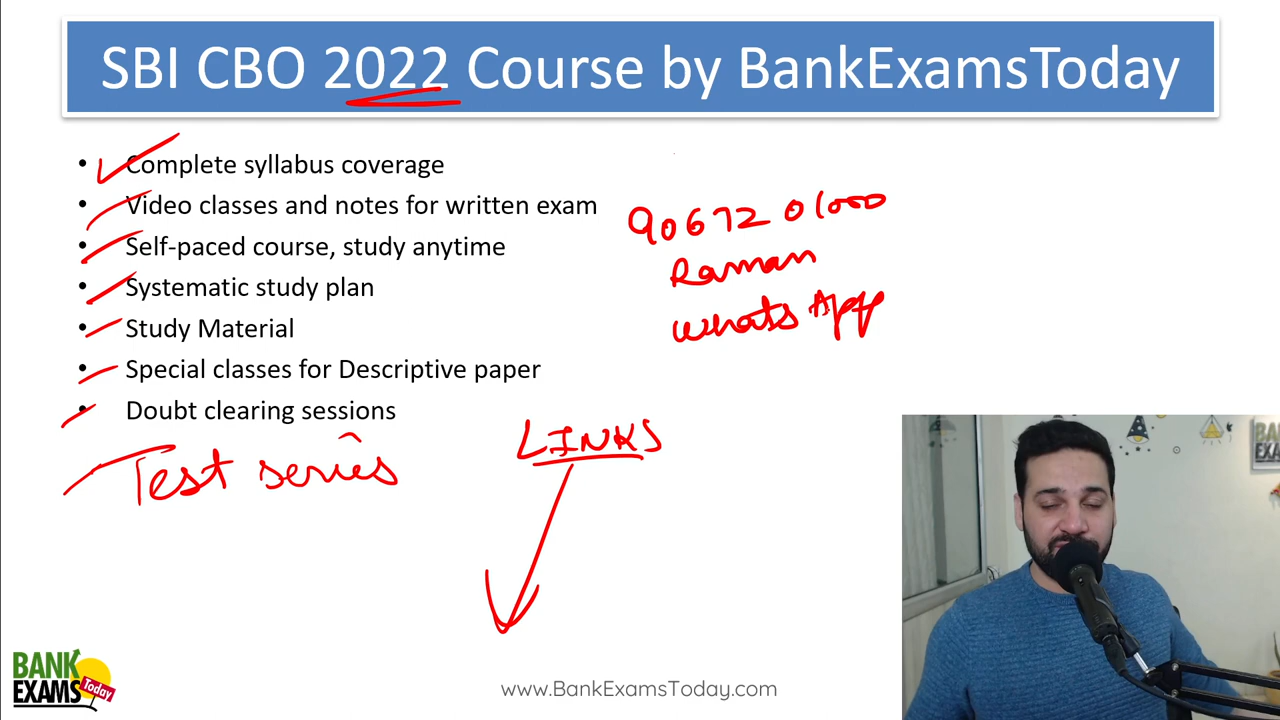 SBI CBO 2022 Course by BankExamsToday
• Complete syllabus coverage
• Video classes and notes for written exam
• Self-paced course, study anytime
• Systematic study plan
• Study Material
• Special classes for Descriptive paper
• Doubt clearing sessions
Test series
90672 01000
Raman
WhatsApp
LINKS
BANK
EXAMS
Today
www.BankExamsToday.com